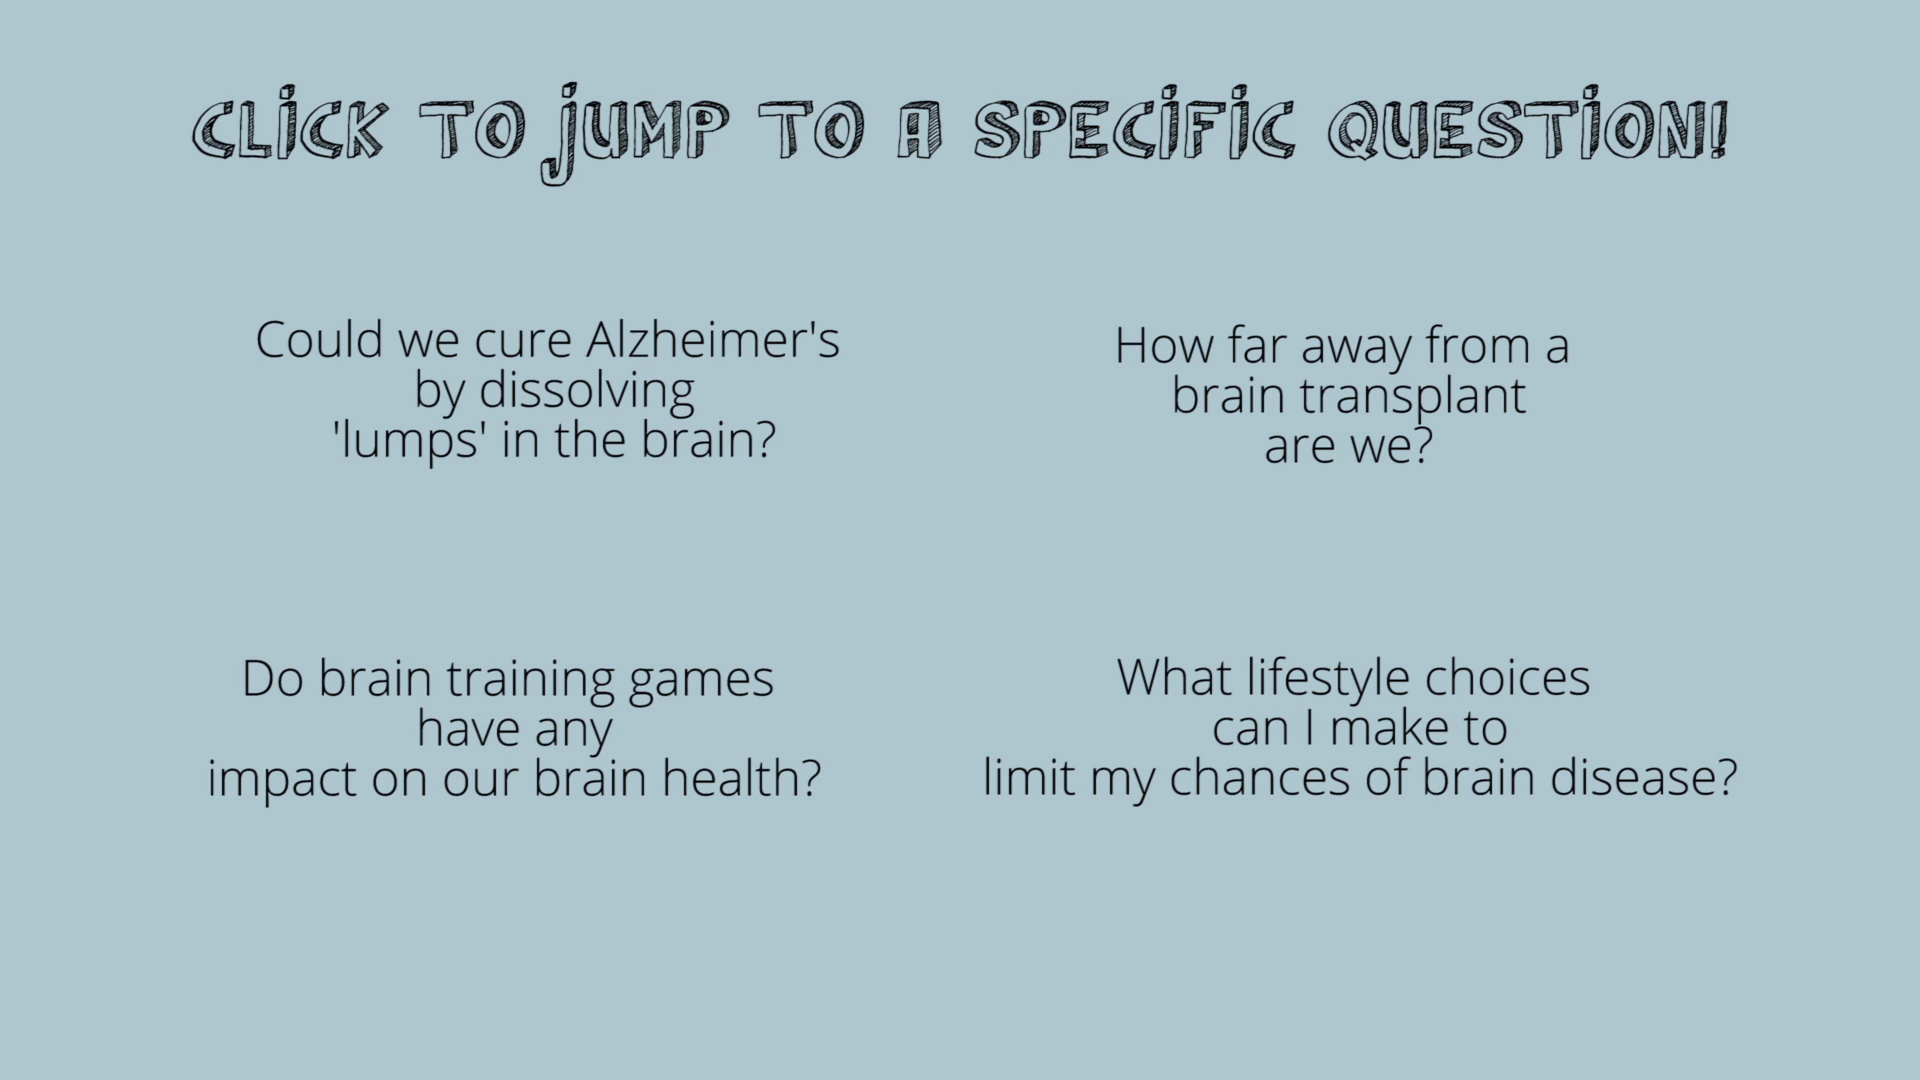 CLiCK TO jUMP TO A SPECiFiC QUESTiON!
Could we cure Alzheimer's
by dissolving
'lumps' in the brain?
How far away from a
brain transplant
are we?
Do brain training games
have any
impact on our brain health?
What lifestyle choices
can I make to
limit my chances of brain disease?